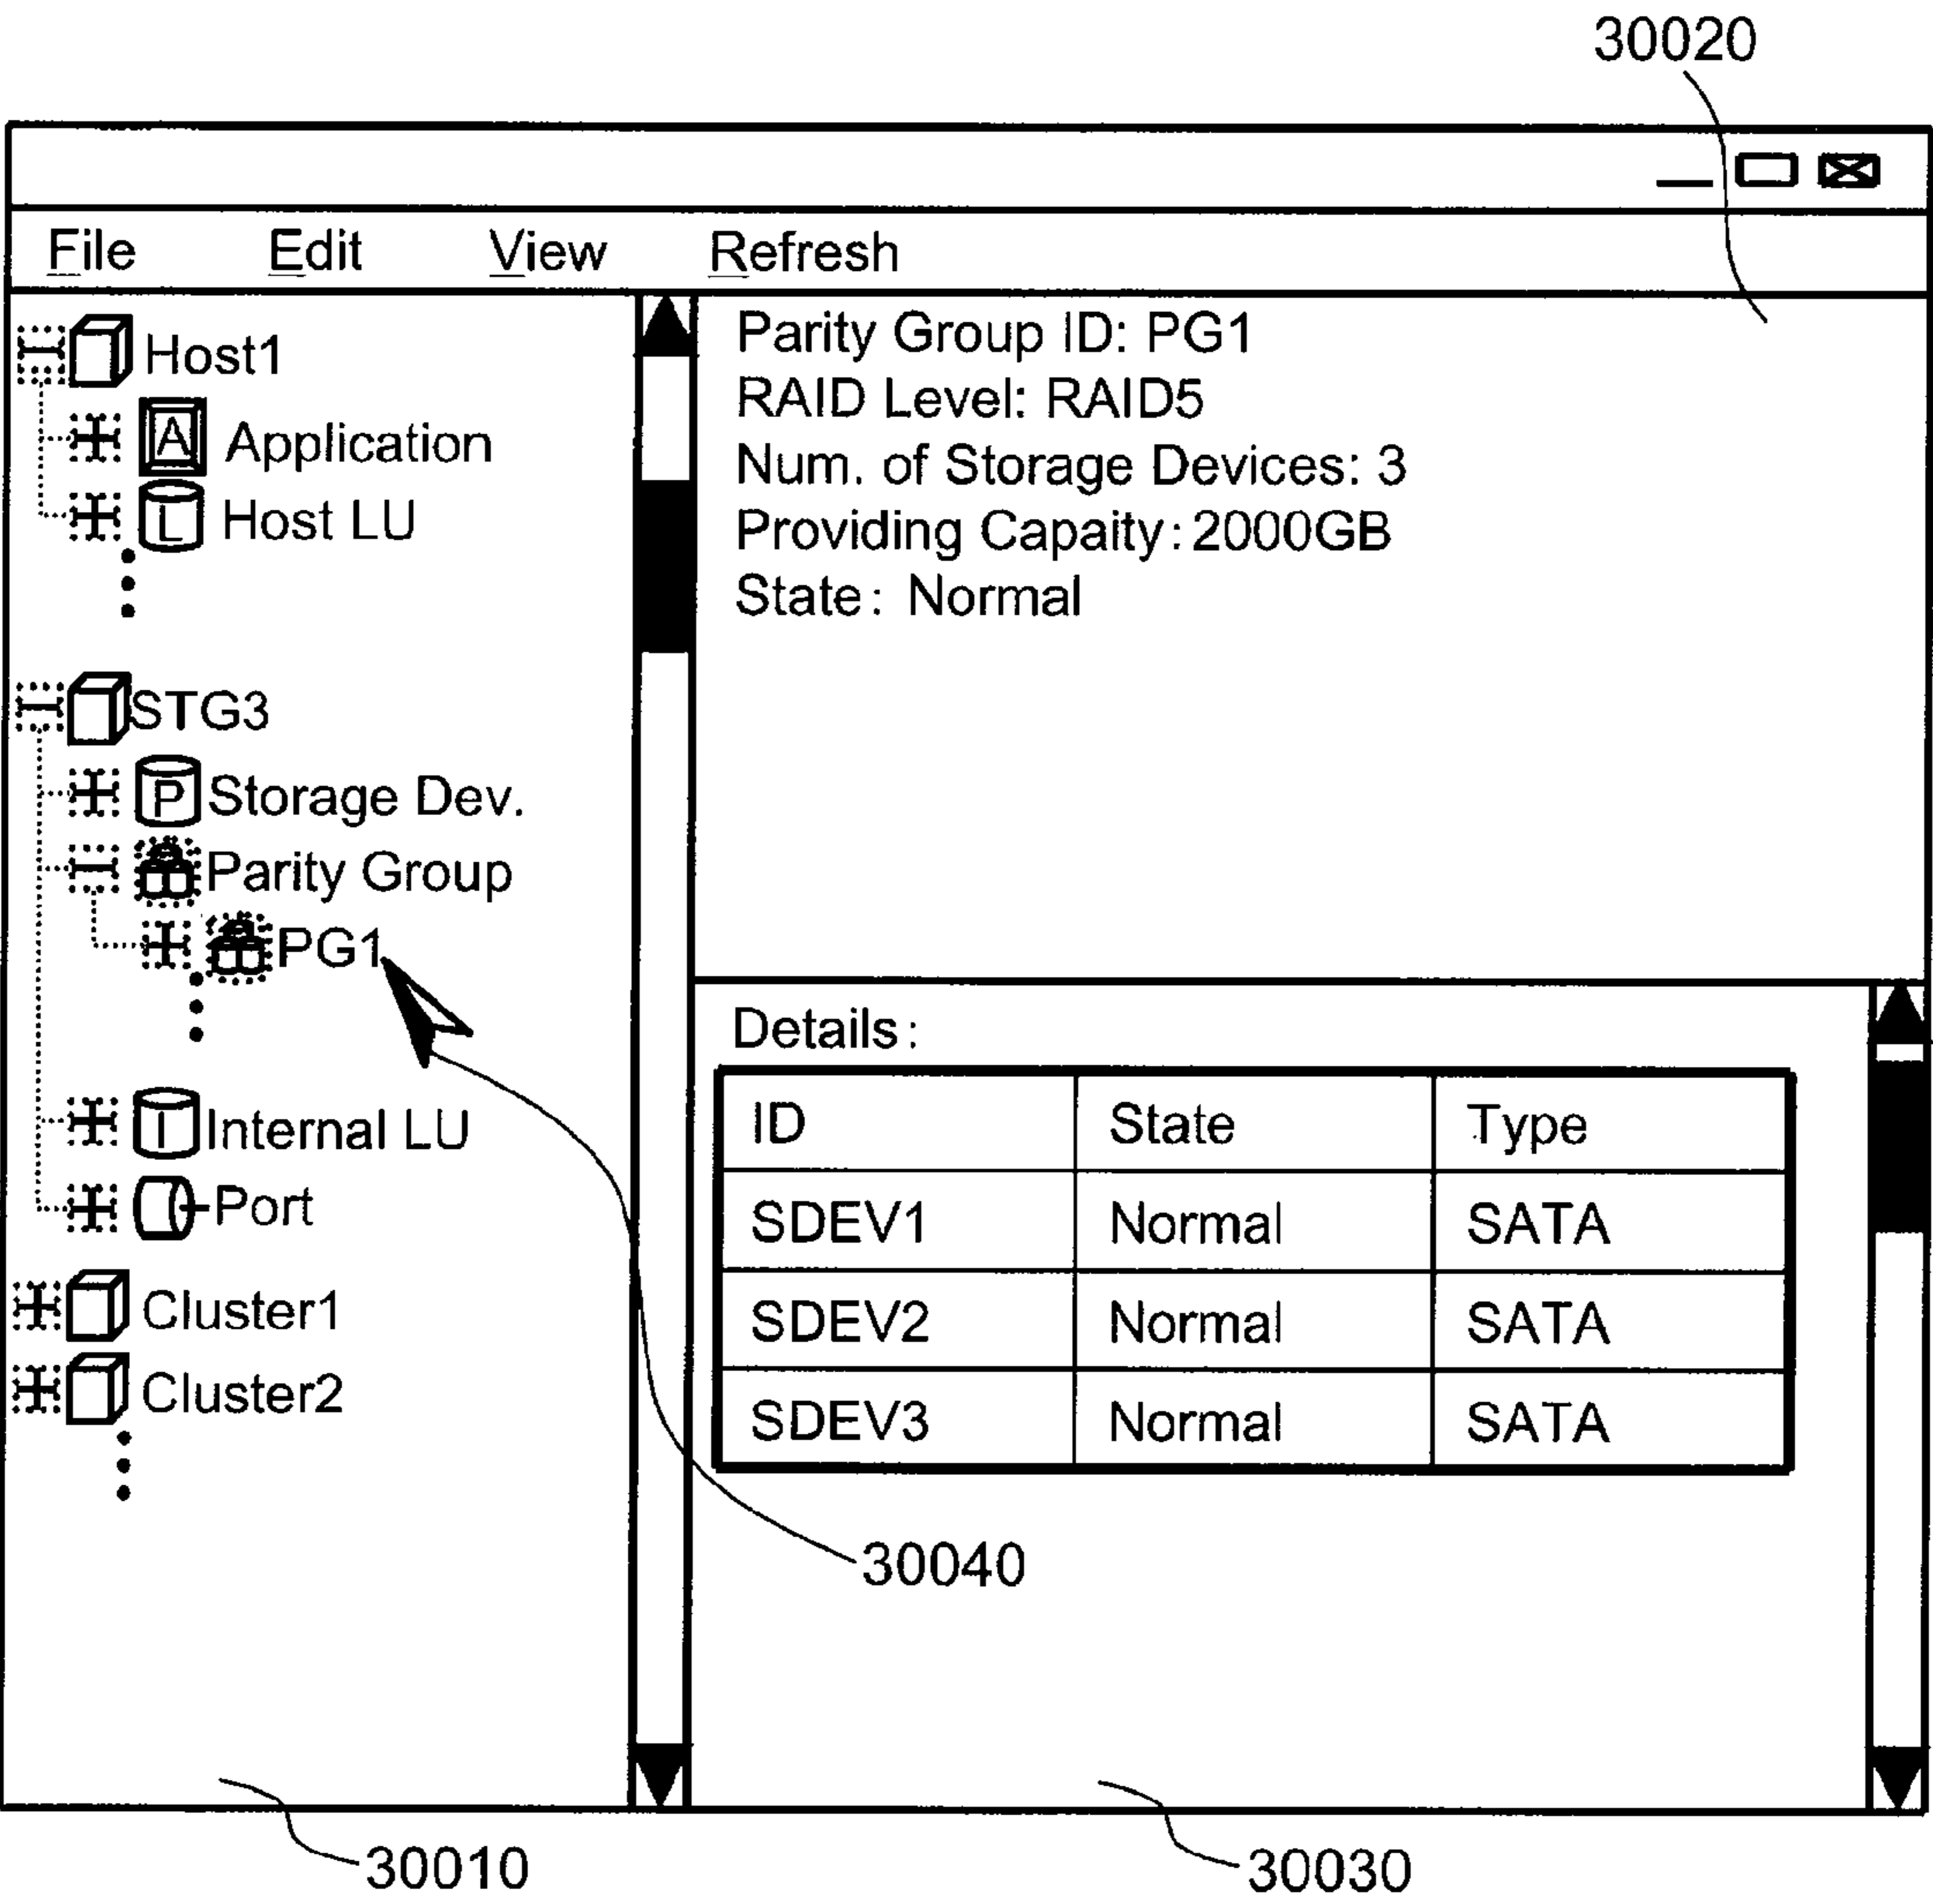 30020
File Edit View Refresh
Host1
A Application
L Host LU
STG3
P Storage Dev.
Parity Group
PG1
I Internal LU
Port
Cluster1
Cluster2
Parity Group ID: PG1
RAID Level: RAID5
Num. of Storage Devices: 3
Providing Capaity: 2000GB
State: Normal
Details:
ID State Type
SDEV1 Normal SATA
SDEV2 Normal SATA
SDEV3 Normal SATA
30040
30010
30030